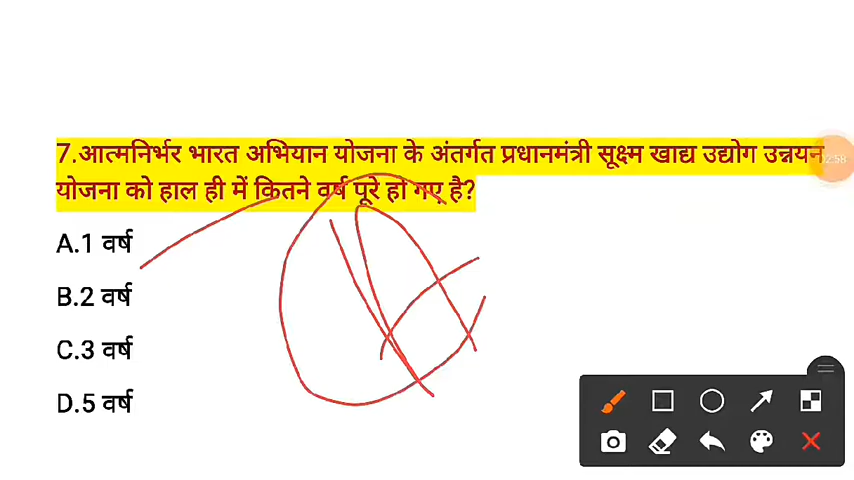 7.आत्मनिर्भर भारत अभियान योजना के अंतर्गत प्रधानमंत्री सूक्ष्म खाद्य उद्योग उन्नयन
योजना को हाल ही में कितने वर्ष पूरे हो गए है?
A.1 वर्ष
B.2 वर्ष
C.3 वर्ष
D.5 वर्ष